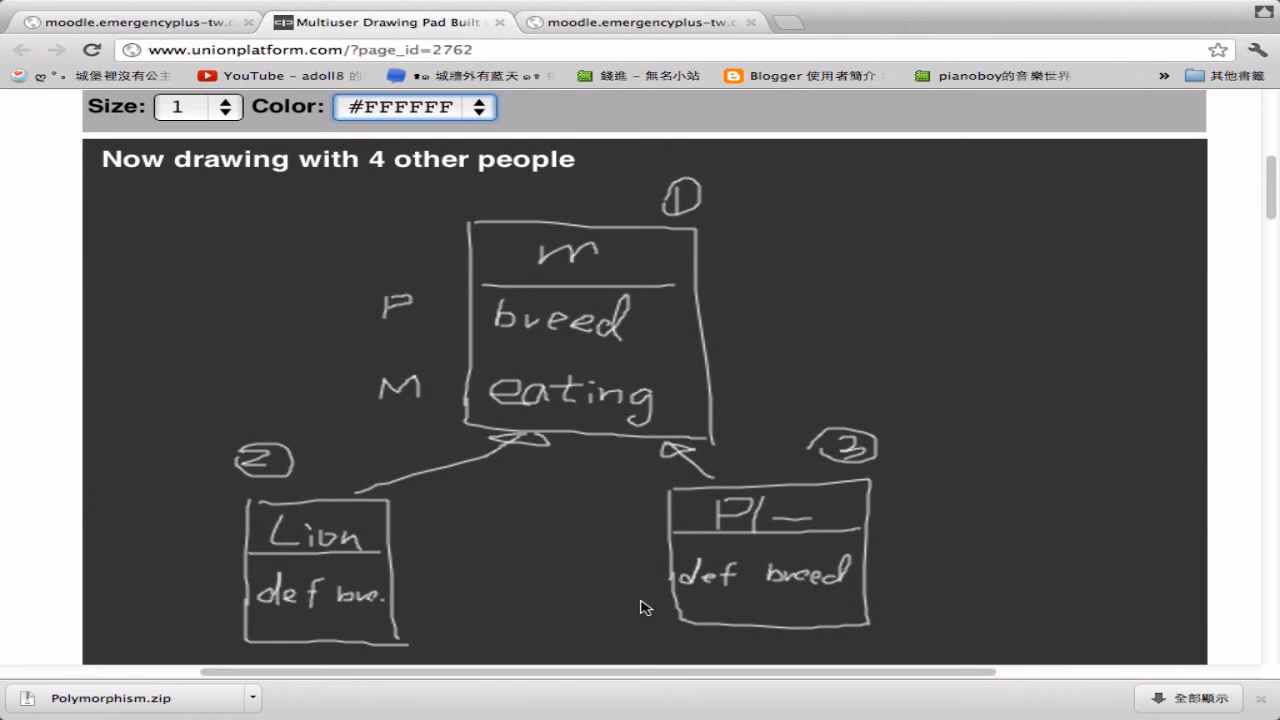 moodle.emergencyplus-tw.c
Multiuser Drawing Pad Built
moodle.emergencyplus-tw.c
www.unionplatform.com/?page_id=2762
城堡裡沒有公主
YouTube - adoll8 的
城牆外有藍天
錢進 - 無名小站
Blogger 使用者簡介
pianoboy的音樂世界
»
其他書籤
Size: 1 Color: #FFFFFF
Now drawing with 4 other people
1
m
P
breed
M
eating
2
3
Lion
Pl—
def bre.
def breed
Polymorphism.zip
全部顯示